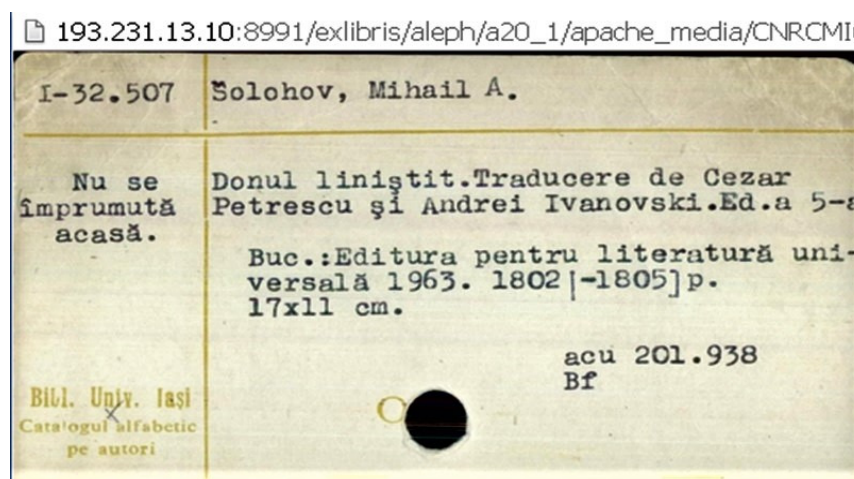 193.231.13.10:8991/exlibris/aleph/a20_1/apache_media/CNRCMI
I-32.507
Šolohov, Mihail A.
Nu se
împrumută
acasă.
Donul liniştit.Traducere de Cezar
Petrescu şi Andrei Ivanovski.Ed.a 5-a
Buc.:Editura pentru literatură uni-
versală 1963. 1802[-1805]p.
17x11 cm.
acu 201.938
Bf
Bibl. Univ. Iaşi
Catalogul alfabetic
pe autori